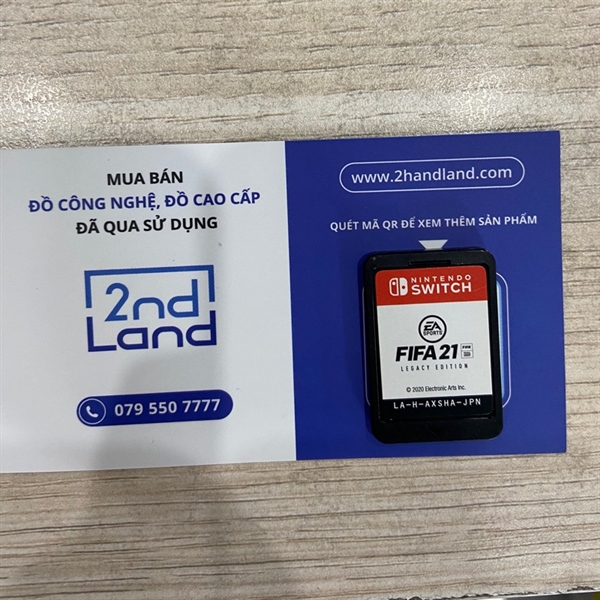 MUA BÁN
ĐỒ CÔNG NGHỆ, ĐỒ CAO CẤP
ĐÃ QUA SỬ DỤNG
2nd
Land
079 550 7777
www.2handland.com
QUÉT MÃ QR ĐỂ XEM THÊM SẢN PHẨM
NINTENDO
SWITCH
EA
SPORTS
FIFA 21
LEGACY EDITION
© 2020 Electronic Arts Inc.
LA-H-AXSHA-JPN